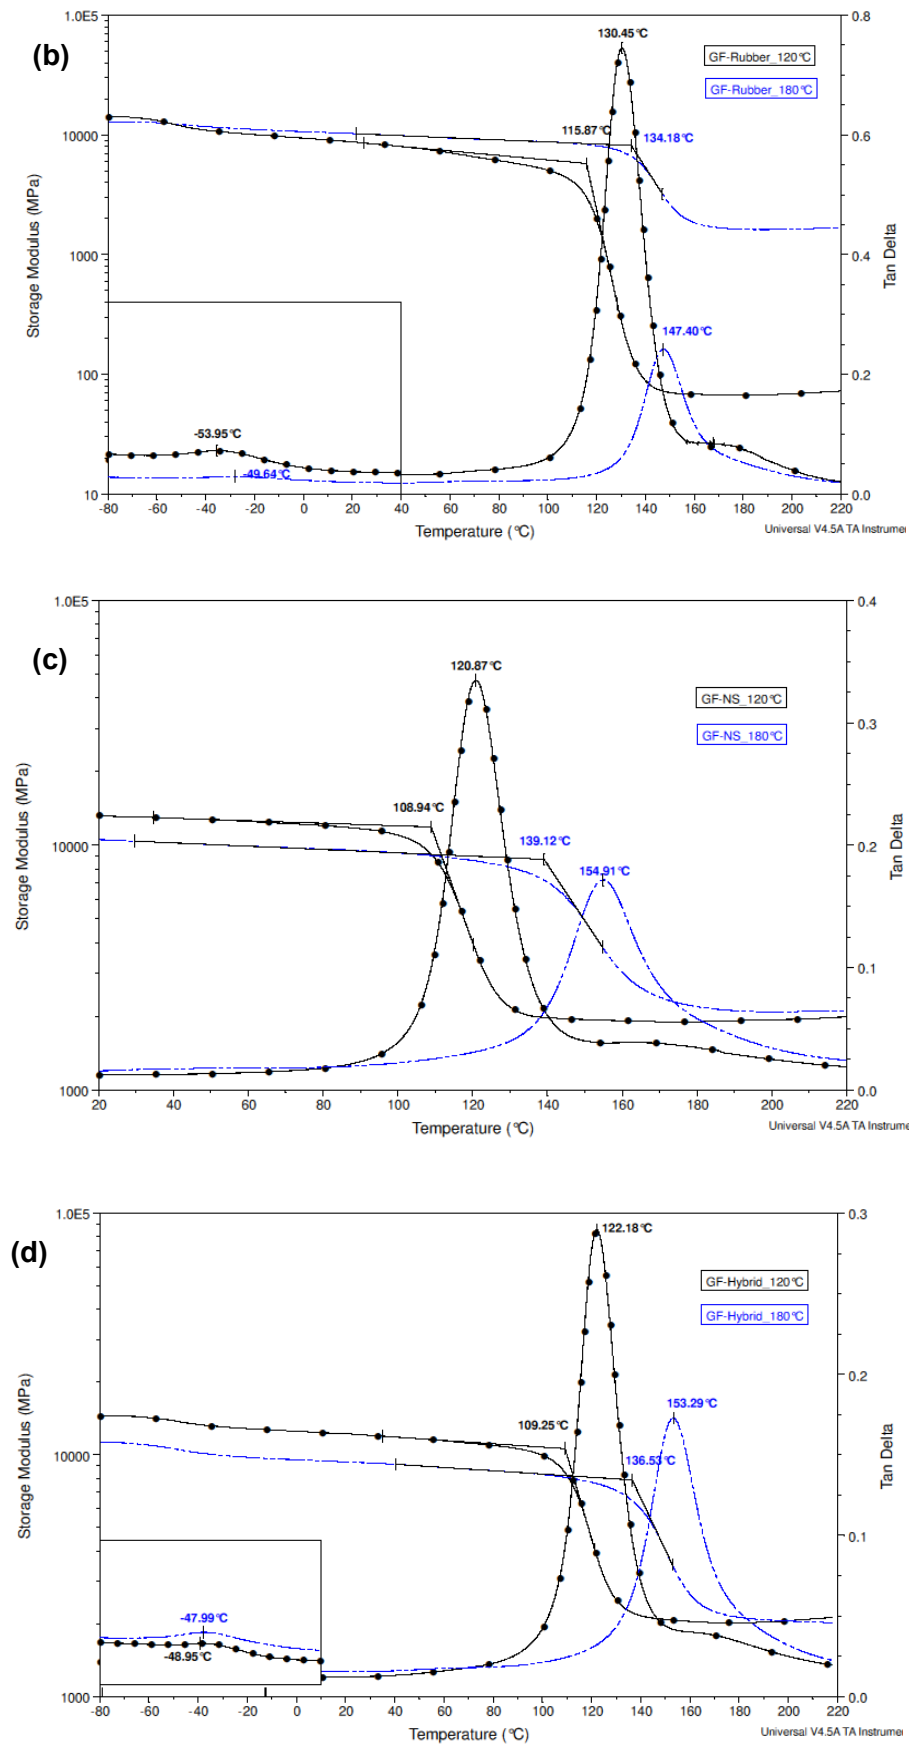 (b)
1.0E5
0.8
130.45°C
GF-Rubber_120°C
GF-Rubber_180°C
10000
0.6
115.87°C
134.18°C
Storage Modulus (MPa)
1000
0.4
Tan Delta
147.40°C
100
0.2
-53.95°C
-49.64°C
10
0.0
-80 -60 -40 -20 0 20 40 60 80 100 120 140 160 180 200 220
Temperature (°C)
Universal V4.5A TA Instrumer
(c)
1.0E5
0.4
120.87°C
GF-NS_120°C
GF-NS_180°C
0.3
Storage Modulus (MPa)
108.94°C
139.12°C
10000
0.2
Tan Delta
154.91°C
0.1
1000
0.0
20 40 60 80 100 120 140 160 180 200 220
Temperature (°C)
Universal V4.5A TA Instrume
(d)
1.0E5
0.3
122.18°C
GF-Hybrid_120°C
GF-Hybrid_180°C
0.2
153.29°C
109.25°C
Storage Modulus (MPa)
10000
136.53°C
Tan Delta
0.1
-47.99°C
-48.95°C
1000
0.0
-80 -60 -40 -20 0 20 40 60 80 100 120 140 160 180 200 220
Temperature (°C)
Universal V4.5A TA Instrume